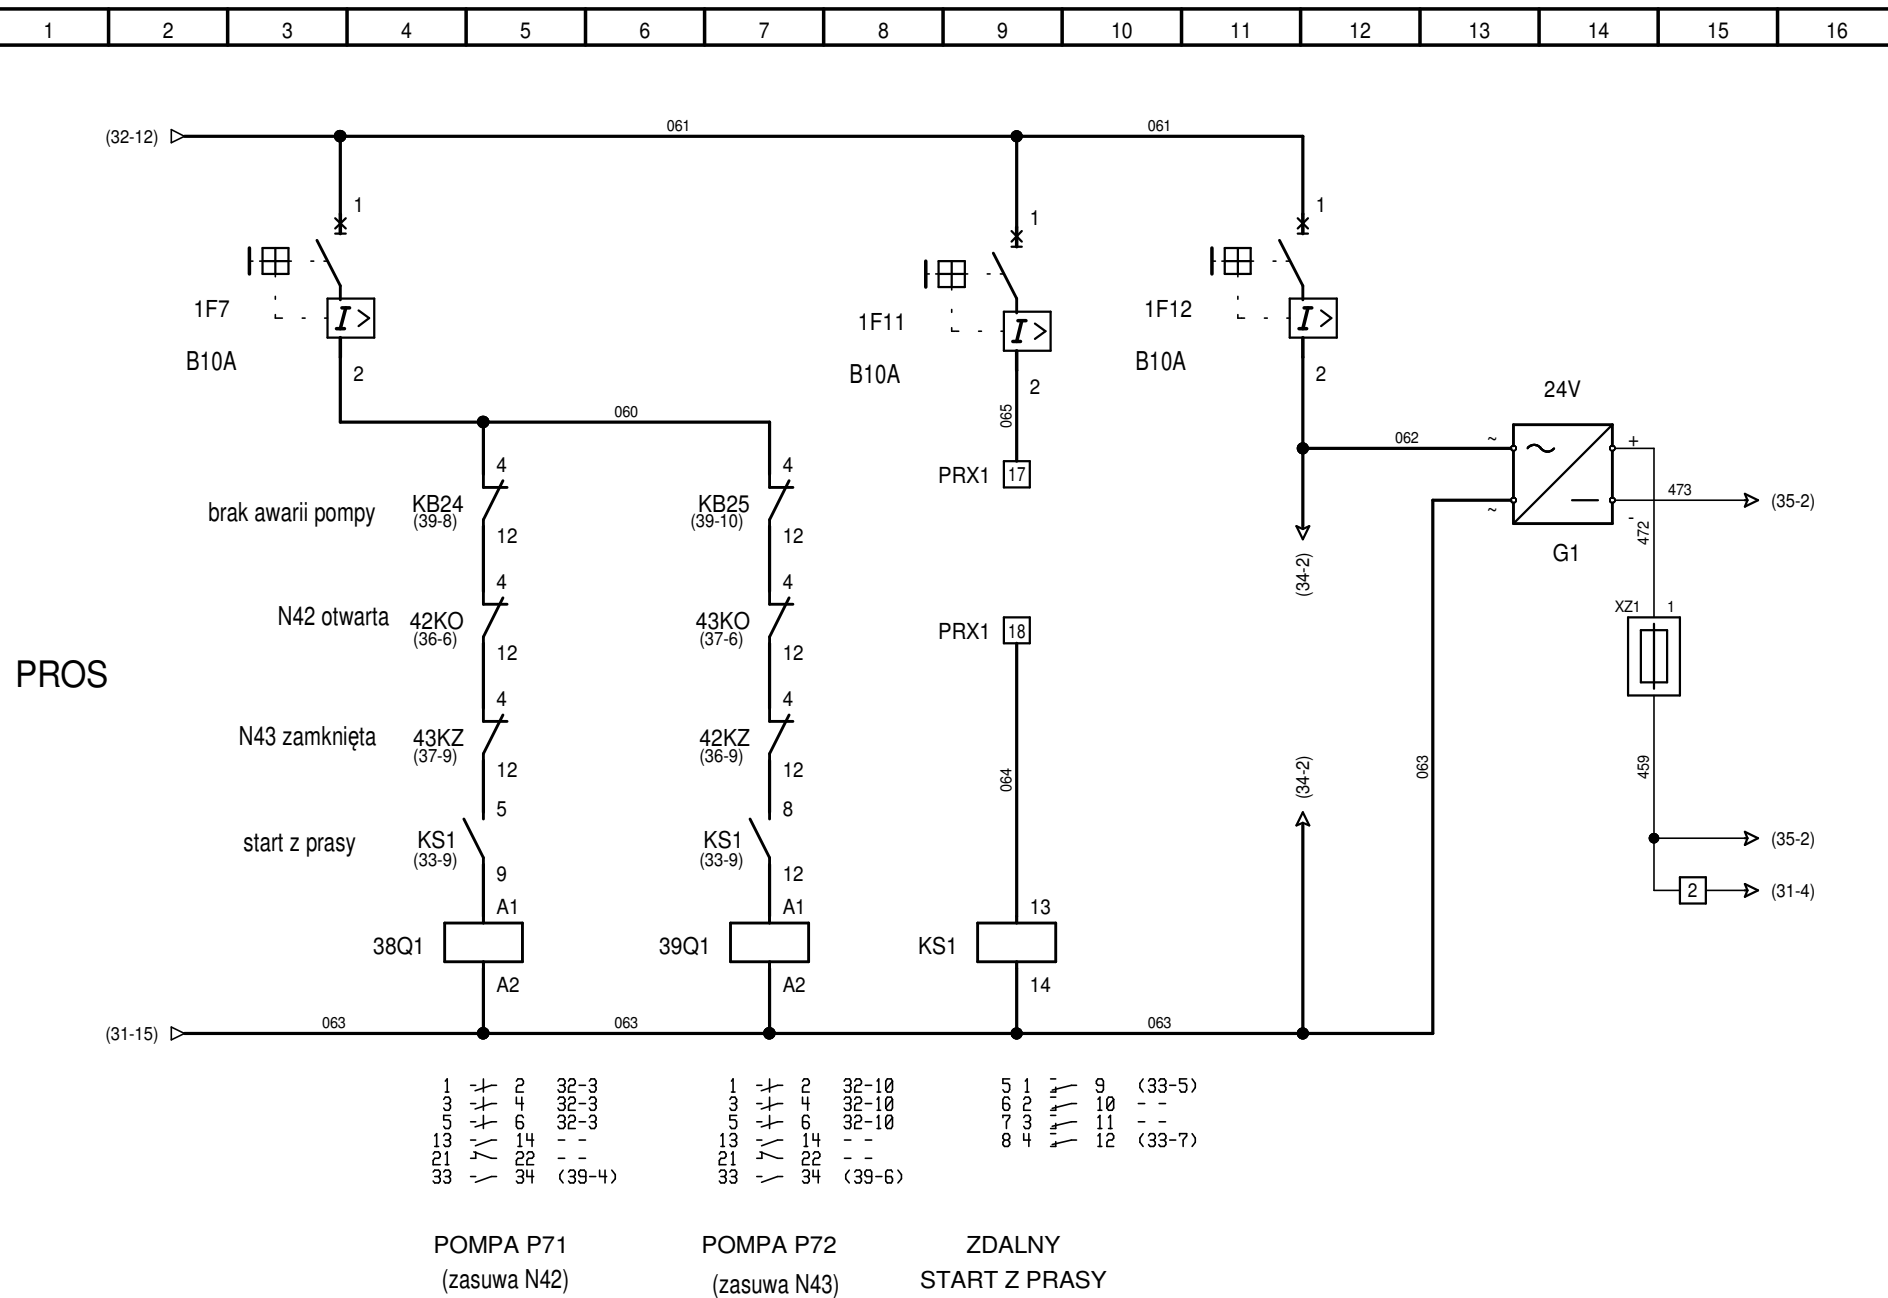 1 2 3 4 5 6 7 8 9 10 11 12 13 14 15 16
(32-12) 061 061
1 1 1
1F7 1F11 1F12
B10A B10A B10A
2 2 2
24V
060 065 062 ~ +
4 4 PRX1 17
brak awarii pompy KB24 KB25
(39-8) (39-10)
12 12
473 (35-2)
~ - 472
G1
(34-2)
4 4
N42 otwarta 42KO 43KO PRX1 18
(36-6) (37-6)
12 12
XZ1 1
PROS
4 4
N43 zamknięta 43KZ 42KZ
(37-9) (36-9)
12 12
064 (34-2) 063 459
5 8
start z prasy KS1 KS1
(33-9) (33-9)
9 12
(35-2)
2 (31-4)
A1 A1 13
38Q1 39Q1 KS1
A2 A2 14
(31-15) 063 063 063
1 2 32-3
3 4 32-3
5 6 32-3
13 14 - -
21 22 - -
33 34 (39-4)
1 2 32-10
3 4 32-10
5 6 32-10
13 14 - -
21 22 - -
33 34 (39-6)
5 1 9 (33-5)
6 2 10 - -
7 3 11 - -
8 4 12 (33-7)
POMPA P71
(zasuwa N42)
POMPA P72
(zasuwa N43)
ZDALNY
START Z PRASY